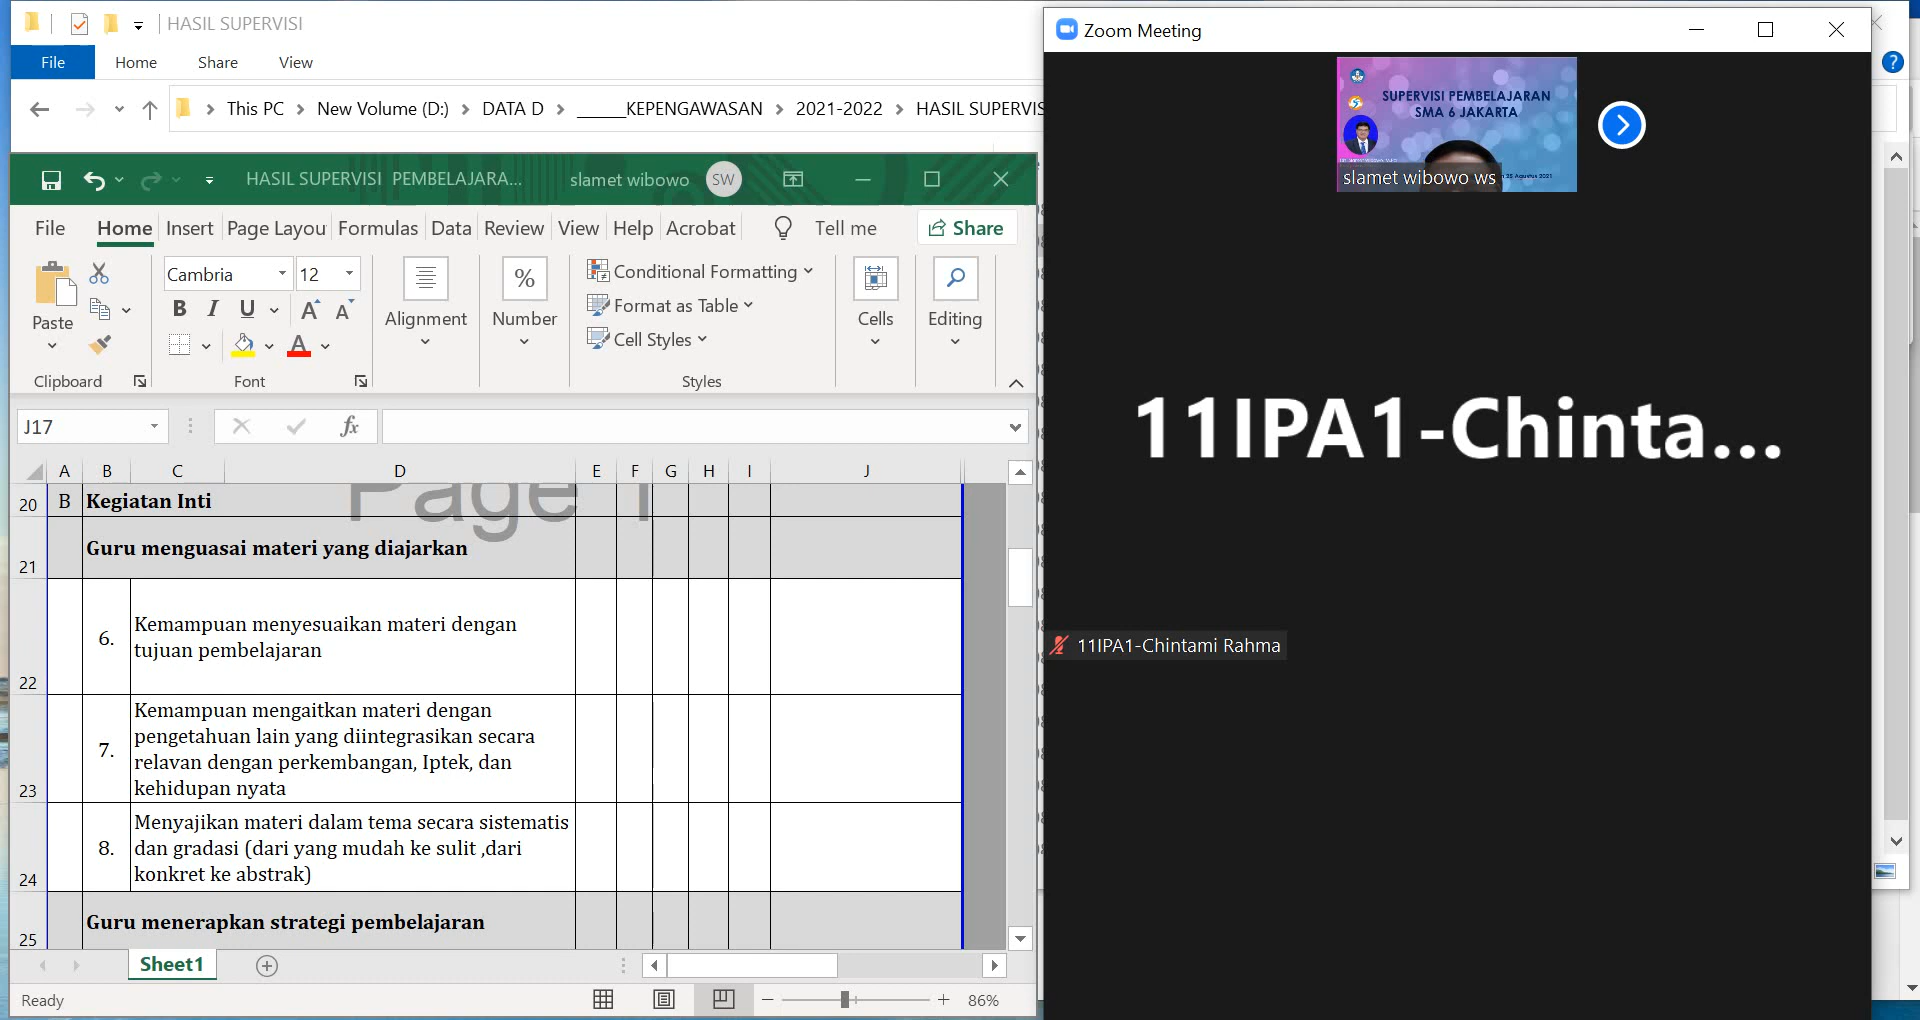 HASIL SUPERVISI
File Home Share View
This PC > New Volume (D:) > DATA D > ______KEPENGAWASAN > 2021-2022 > HASIL SUPERVIS
HASIL SUPERVISI PEMBELAJARA... slamet wibowo SW
File Home Insert Page Layou Formulas Data Review View Help Acrobat Tell me Share
Paste
Clipboard
Cambria 12
B I U A A
A
Font
Alignment
%
Number
Conditional Formatting
Format as Table
Cell Styles
Styles
Cells
Editing
J17 fx
A B C D E F G H I J
Page 1
20 B Kegiatan Inti
21 Guru menguasai materi yang diajarkan
22 6. Kemampuan menyesuaikan materi dengan
tujuan pembelajaran
23 7. Kemampuan mengaitkan materi dengan
pengetahuan lain yang diintegrasikan secara
relavan dengan perkembangan, Iptek, dan
kehidupan nyata
24 8. Menyajikan materi dalam tema secara sistematis
dan gradasi (dari yang mudah ke sulit ,dari
konkret ke abstrak)
25 Guru menerapkan strategi pembelajaran
Sheet1
Ready 86%
Zoom Meeting
SUPERVISI PEMBELAJARAN
SMA 6 JAKARTA
25 Agustus 2021
slamet wibowo ws
11IPA1-Chinta...
11IPA1-Chintami Rahma